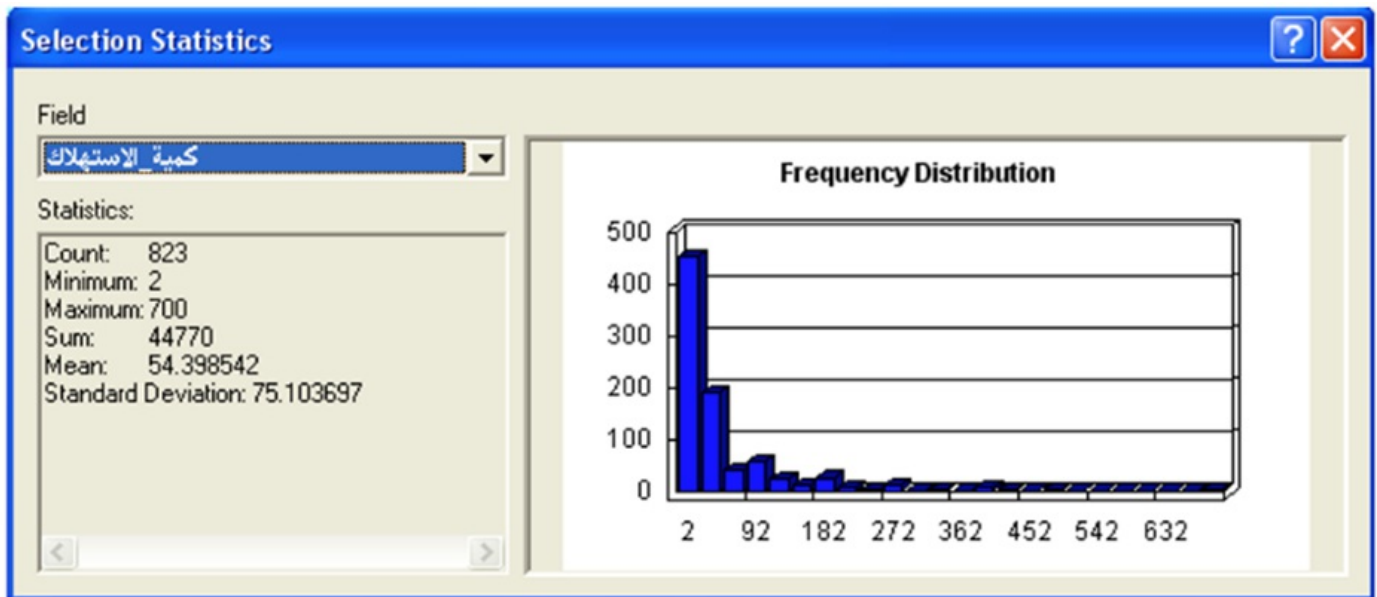 Selection Statistics
Field
كمية_الاستهلاك
Statistics:
Count: 823
Minimum: 2
Maximum: 700
Sum: 44770
Mean: 54.398542
Standard Deviation: 75.103697
Frequency Distribution
500
400
300
200
100
0
2 92 182 272 362 452 542 632